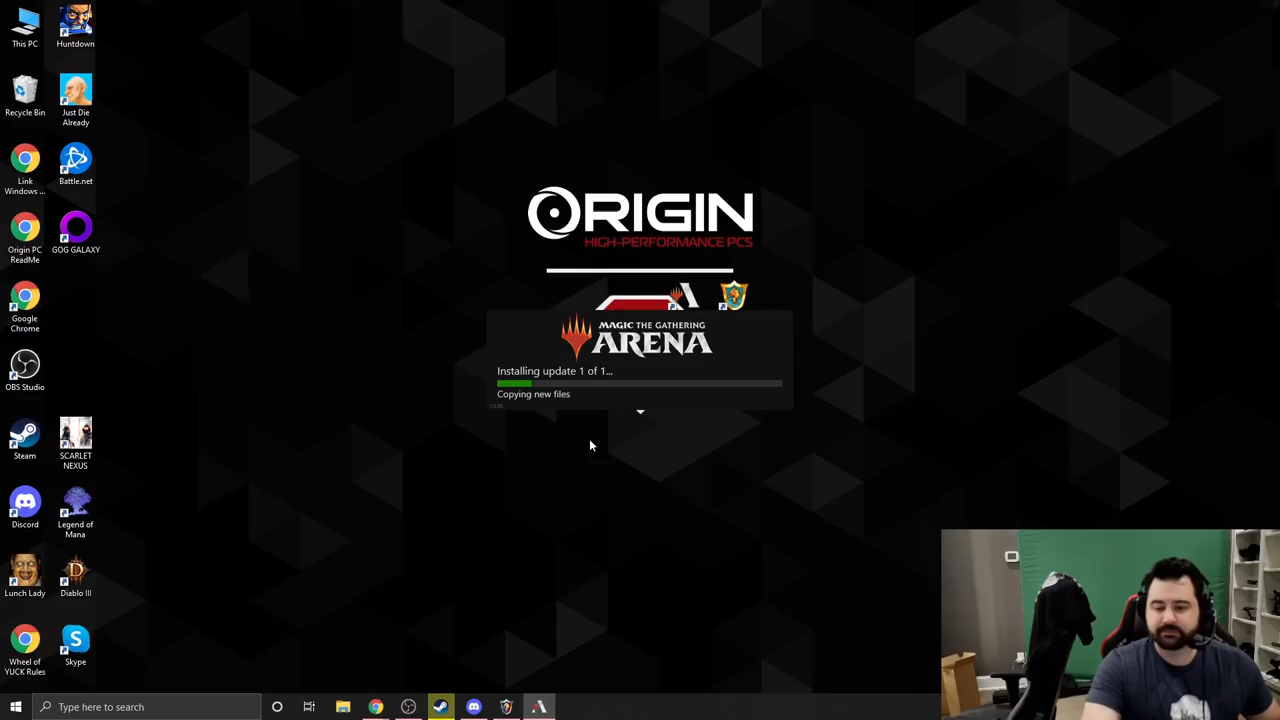 This PC
Huntdown
Recycle Bin
Just Die
Already
Link
Windows ...
Battle.net
Origin PC
ReadMe
GOG GALAXY
Google
Chrome
OBS Studio
Steam
SCARLET
NEXUS
Discord
Legend of
Mana
Lunch Lady
Diablo III
Wheel of
YUCK Rules
Skype
ORIGIN
HIGH-PERFORMANCE PCS
MAGIC THE GATHERING
ARENA
Installing update 1 of 1...
Copying new files
Type here to search